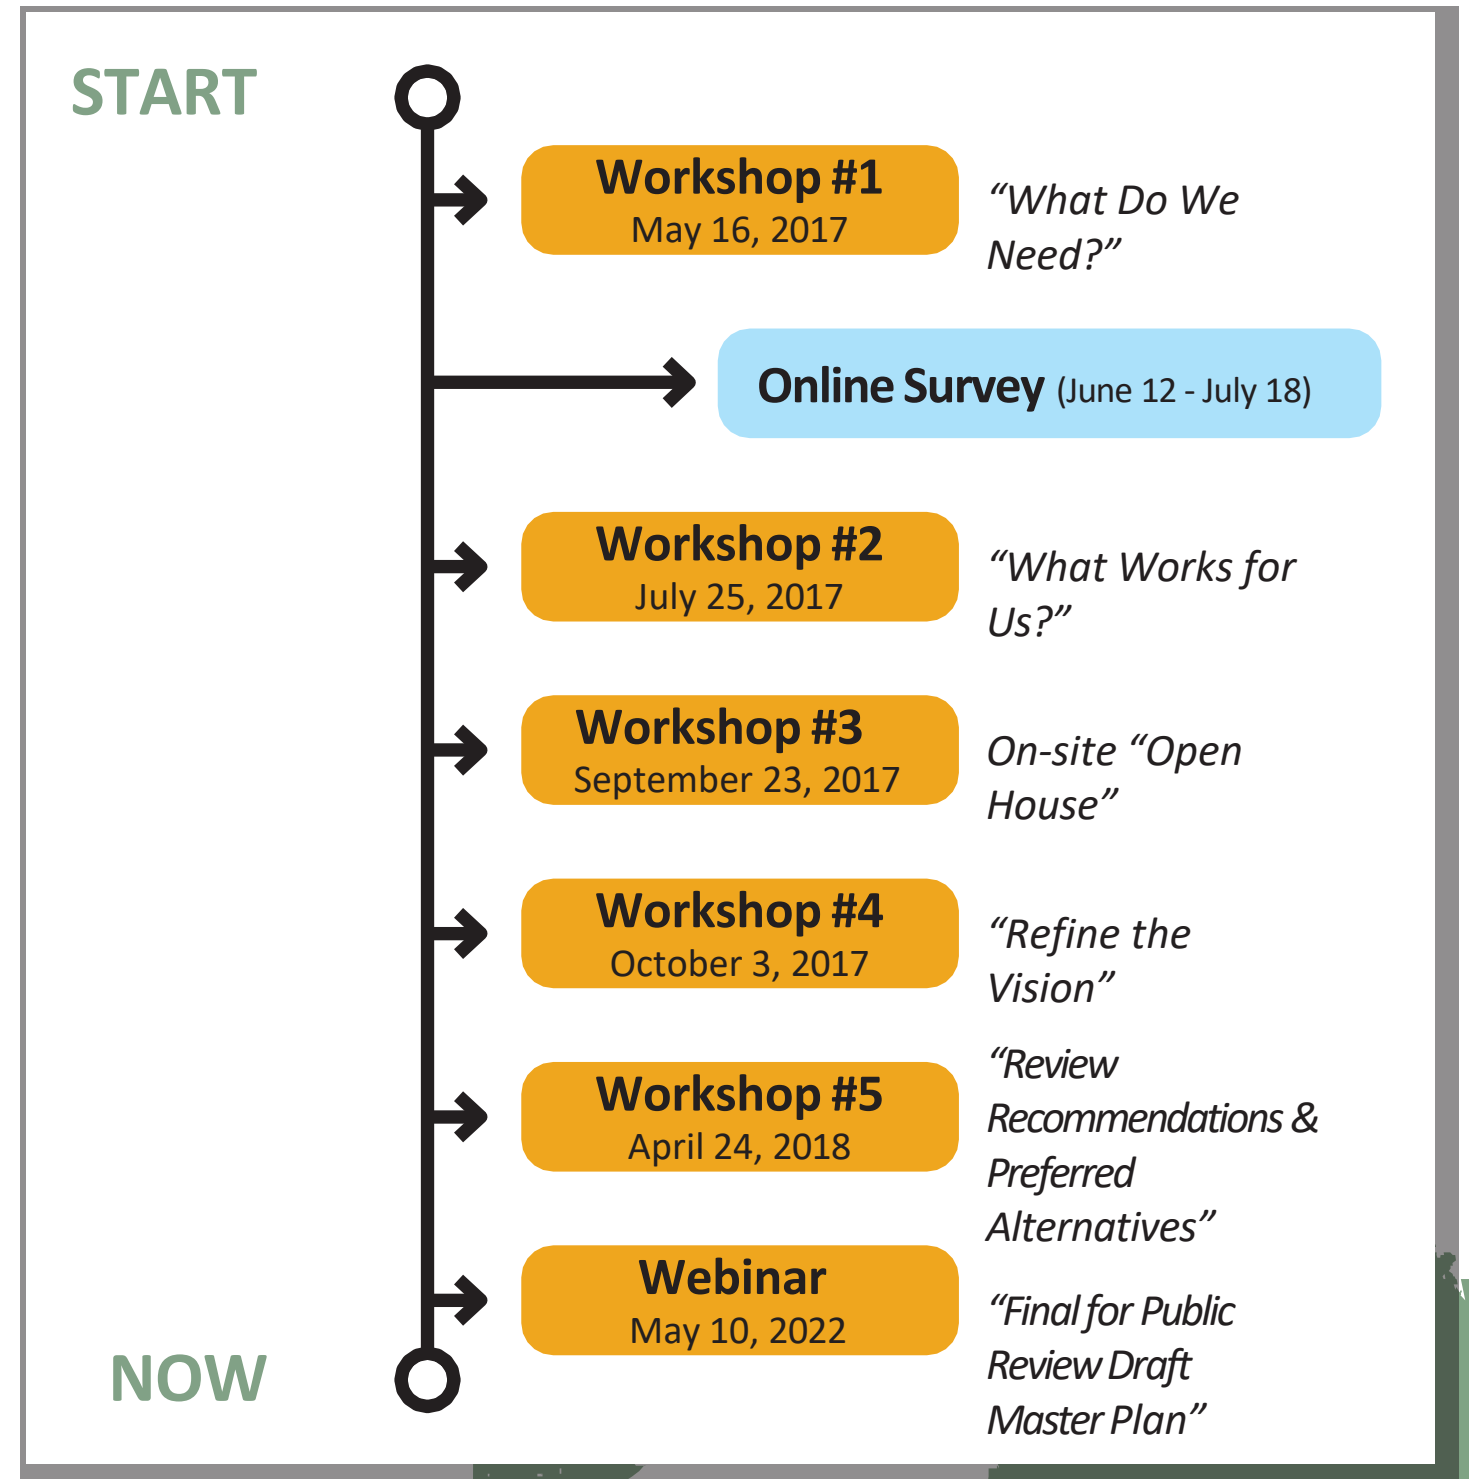 START
Workshop #1
May 16, 2017
“What Do We
Need?”
Online Survey (June 12 - July 18)
Workshop #2
July 25, 2017
“What Works for
Us?”
Workshop #3
September 23, 2017
On-site “Open
House”
Workshop #4
October 3, 2017
“Refine the
Vision”
Workshop #5
April 24, 2018
“Review
Recommendations &
Preferred
Alternatives”
Webinar
May 10, 2022
“Final for Public
Review Draft
Master Plan”
NOW